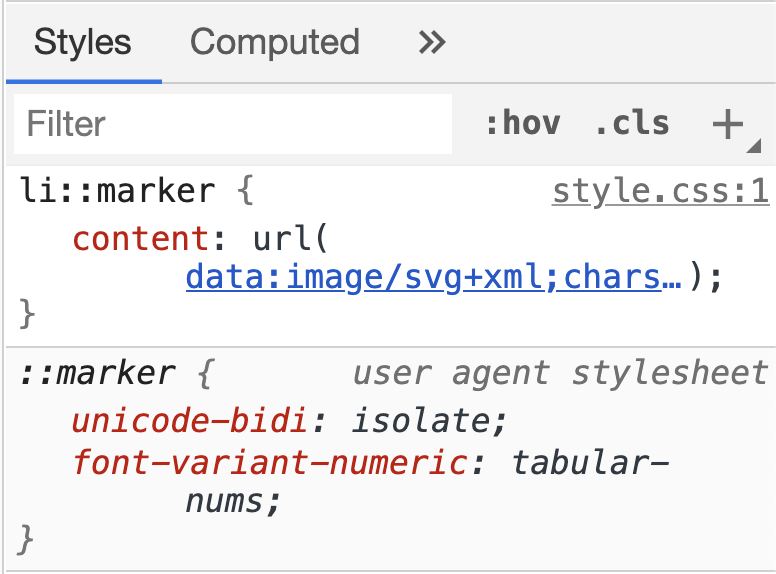 Styles Computed »
Filter :hov .cls +
li::marker { style.css:1
content: url(
data:image/svg+xml;chars… );
}
::marker { user agent stylesheet
unicode-bidi: isolate;
font-variant-numeric: tabular-
nums;
}